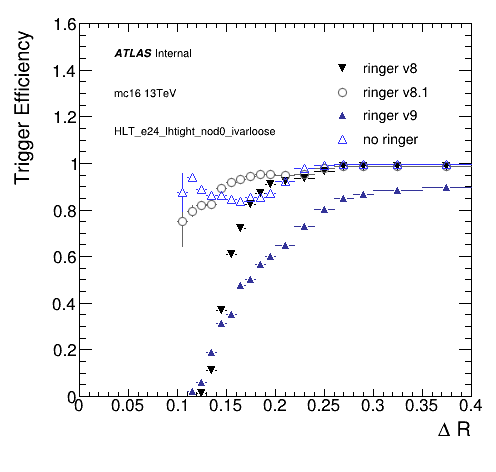 Trigger Efficiency
1.6
1.4
1.2
1
0.8
0.6
0.4
0.2
0
ATLAS Internal
mc16 13TeV
HLT_e24_lhtight_nod0_ivarloose
ringer v8
ringer v8.1
ringer v9
no ringer
0 0.05 0.1 0.15 0.2 0.25 0.3 0.35 0.4
Δ R